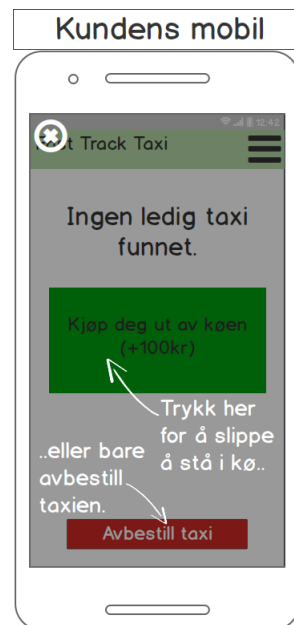 Kundens mobil
12:42
Fast Track Taxi
Ingen ledig taxi
funnet.
Kjøp deg ut av køen
(+100kr)
Trykk her
for å slippe
å stå i kø..
..eller bare
avbestill
taxien.
Avbestill taxi